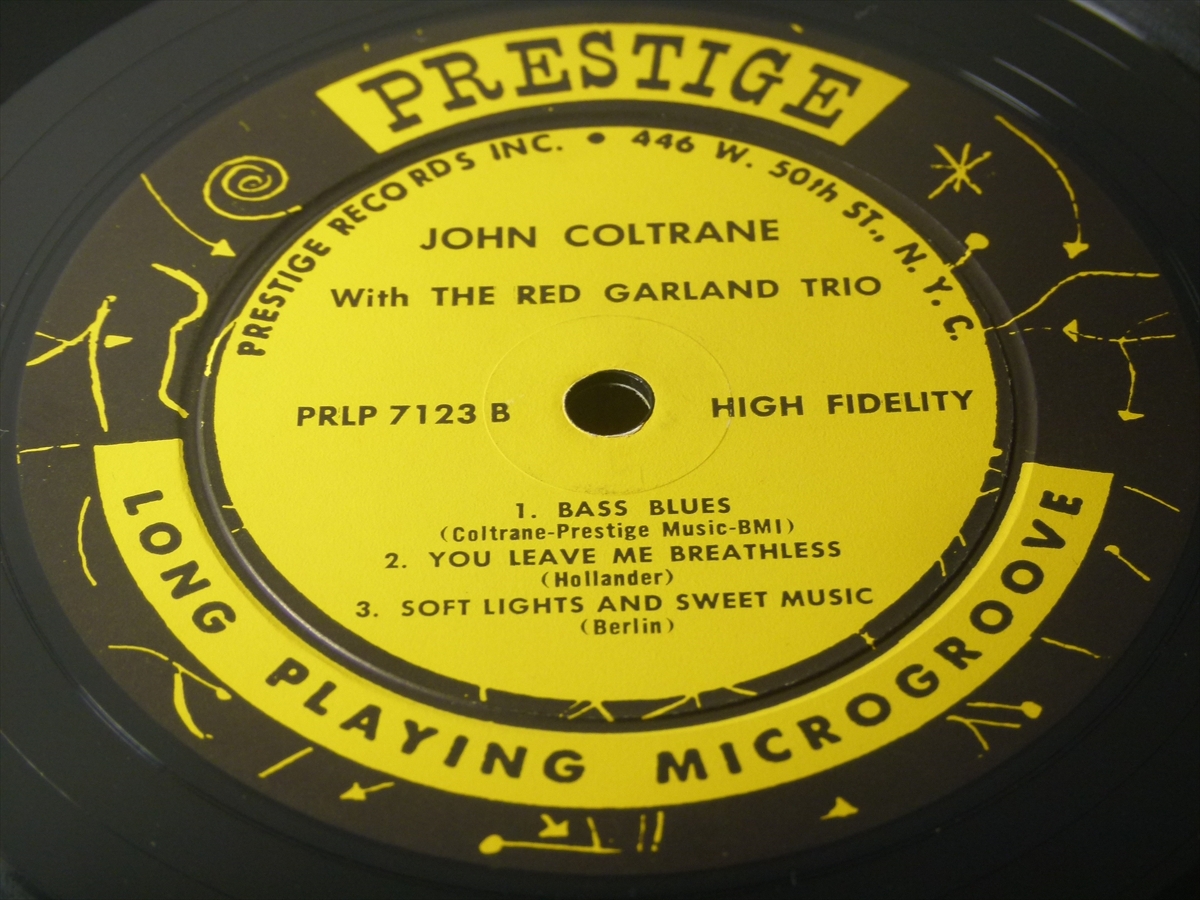 PRESTIGE
PRESTIGE RECORDS INC. • 446 W. 50th ST., N. Y. C.
JOHN COLTRANE
With THE RED GARLAND TRIO
PRLP 7123 B
HIGH FIDELITY
1. BASS BLUES
(Coltrane-Prestige Music-BMI)
2. YOU LEAVE ME BREATHLESS
(Hollander)
3. SOFT LIGHTS AND SWEET MUSIC
(Berlin)
LONG PLAYING MICROGROOVE